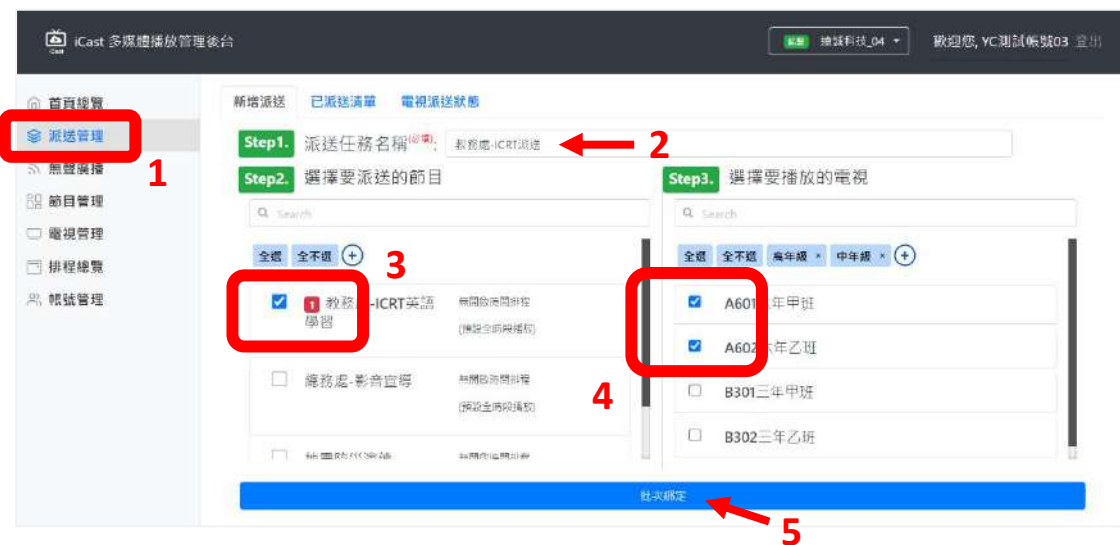 iCast 多媒體播放管理後台
歡迎您, YC測試帳號03 登出
首頁總覽
派送管理
無聲廣播
節目管理
電視管理
排程總覽
帳號管理
1
新增派送 已派送清單 電視派送狀態
Step1. 派送任務名稱(必填): 教務處-ICRT派送
2
Step2. 選擇要派送的節目
Search
全選 全不選 +
3
1 教務-ICRT英語
學習
無開啟時間排程
(預設全時段播放)
總務處-影音宣導
無開啟時間排程
(預設全時段播放)
Step3. 選擇要播放的電視
Search
全選 全不選 高年級 × 中年級 × +
A601年甲班
A602六年乙班
4
B301三年甲班
B302三年乙班
批次綁定
5